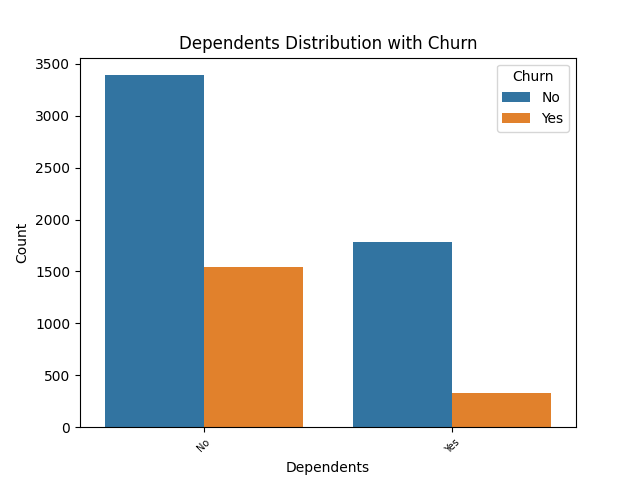 Dependents Distribution with Churn
Churn
No
Yes
3500
3000
2500
2000
1500
1000
500
0
Count
No
Yes
Dependents